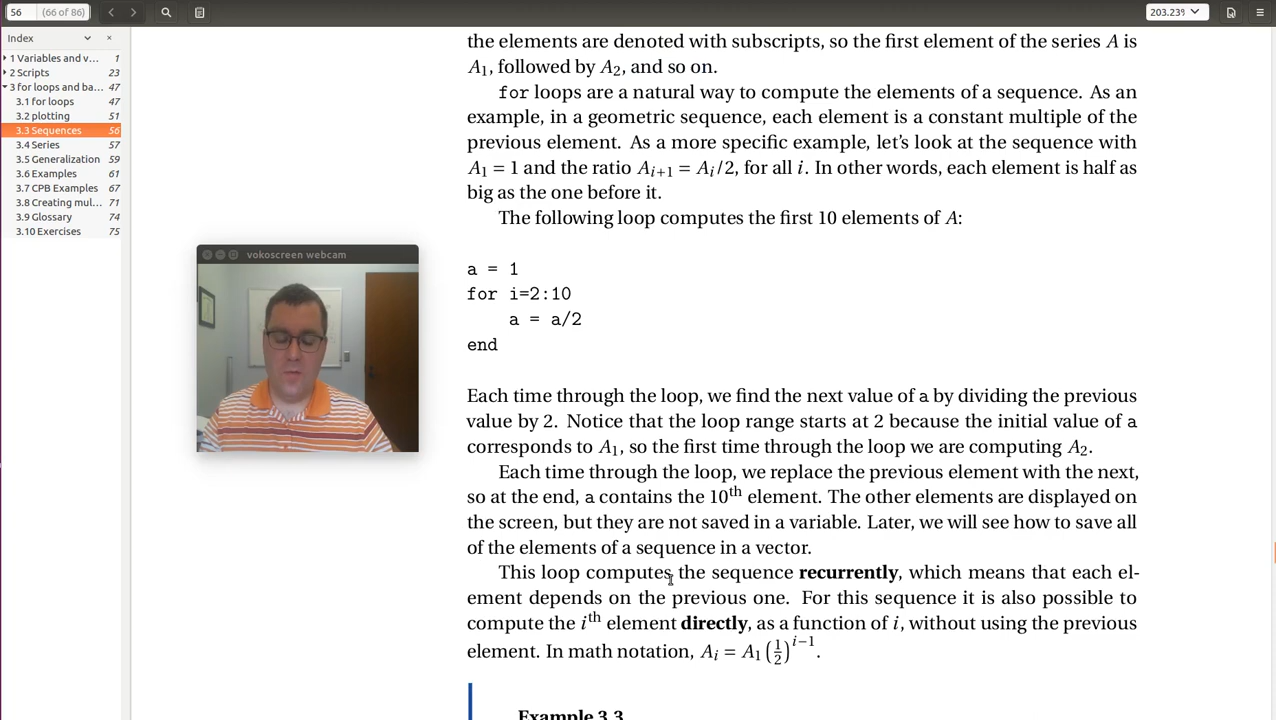 56 (66 of 86) 203.23%
Index
1 Variables and v... 1
2 Scripts 23
3 for loops and ba... 47
3.1 for loops 47
3.2 plotting 51
3.3 Sequences 56
3.4 Series 57
3.5 Generalization 59
3.6 Examples 61
3.7 CPB Examples 67
3.8 Creating mul... 71
3.9 Glossary 74
3.10 Exercises 75
vokoscreen webcam
the elements are denoted with subscripts, so the first element of the series A is
A₁, followed by A₂, and so on.
for loops are a natural way to compute the elements of a sequence. As an
example, in a geometric sequence, each element is a constant multiple of the
previous element. As a more specific example, let's look at the sequence with
A₁ = 1 and the ratio Aᵢ₊₁ = Aᵢ/2, for all i. In other words, each element is half as
big as the one before it.
The following loop computes the first 10 elements of A:
a = 1
for i=2:10
a = a/2
end
Each time through the loop, we find the next value of a by dividing the previous
value by 2. Notice that the loop range starts at 2 because the initial value of a
corresponds to A₁, so the first time through the loop we are computing A₂.
Each time through the loop, we replace the previous element with the next,
so at the end, a contains the 10th element. The other elements are displayed on
the screen, but they are not saved in a variable. Later, we will see how to save all
of the elements of a sequence in a vector.
This loop computes the sequence recurrently, which means that each el-
ement depends on the previous one. For this sequence it is also possible to
compute the ith element directly, as a function of i, without using the previous
element. In math notation, Aᵢ = A₁(1/2)ⁱ⁻¹.
Example 3.3